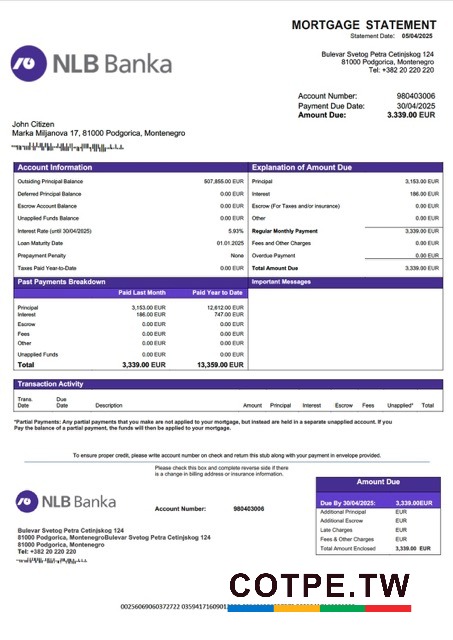 MORTGAGE STATEMENT
Statement Date: 05/04/2025
NLB Banka
Bulevar Svetog Petra Cetinjskog 124
81000 Podgorica, Montenegro
Tel: +382 20 220 220
Account Number: 980403006
Payment Due Date: 30/04/2025
Amount Due: 3.339.00 EUR
John Citizen
Marka Miljanova 17, 81000 Podgorica, Montenegro
Account Information
Outsiding Principal Balance 507,855.00 EUR
Deferred Principal Balance 0.00 EUR
Escrow Account Balance 0.00 EUR
Unapplied Funds Balance 0.00 EUR
Interest Rate (until 30/04/2025) 5.93%
Loan Maturity Date 01.01.2025
Prepayment Penalty None
Taxes Paid Year-to-Date 0.00 EUR
Explanation of Amount Due
Principal 3,153.00 EUR
Interest 186.00 EUR
Escrow (For Taxes and/or insurance) 0.00 EUR
Other 0.00 EUR
Regular Monthly Payment 3,339.00 EUR
Fees and Other Charges 0.00 EUR
Overdue Payment 0.00 EUR
Total Amount Due 3,339.00 EUR
Past Payments Breakdown
Paid Last Month Paid Year to Date
Principal 3,153.00 EUR 12,612.00 EUR
Interest 186.00 EUR 747.00 EUR
Escrow 0.00 EUR 0.00 EUR
Fees 0.00 EUR 0.00 EUR
Other 0.00 EUR 0.00 EUR
Unapplied Funds 0.00 EUR 0.00 EUR
Total 3,339.00 EUR 13,359.00 EUR
Important Messages
Transaction Activity
Trans. Date Due Date Description Amount Principal Interest Escrow Fees Unapplied* Total
*Partial Payments: Any partial payments that you make are not applied to your mortgage, but instead are held in a separate unapplied account. If you
Pay the balance of a partial payment, the funds will then be applied to your mortgage.
To ensure proper credit, please write account number on check and return this stub along with your payment in envelope provided.
Please check this box and complete reverse side if there
is a change in billing address or insurance information.
NLB Banka
Account Number: 980403006
Bulevar Svetog Petra Cetinjskog 124
81000 Podgorica, MontenegroBulevar Svetog Petra Cetinjskog 124
81000 Podgorica, Montenegro
Tel: +382 20 220 220
Amount Due
Due By 30/04/2025: 3,339.00EUR
Additional Principal EUR
Additional Escrow EUR
Late Charges EUR
Fees & Other Charges EUR
Total Amount Enclosed 3,339.00 EUR
COTPE.TW